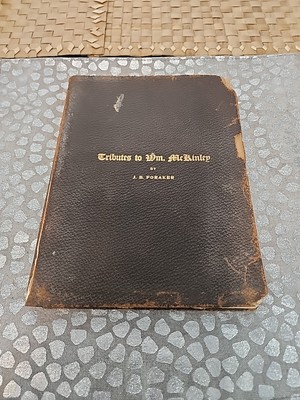 Tributes to Wm. McKinley
BY
J. B. FORAKER